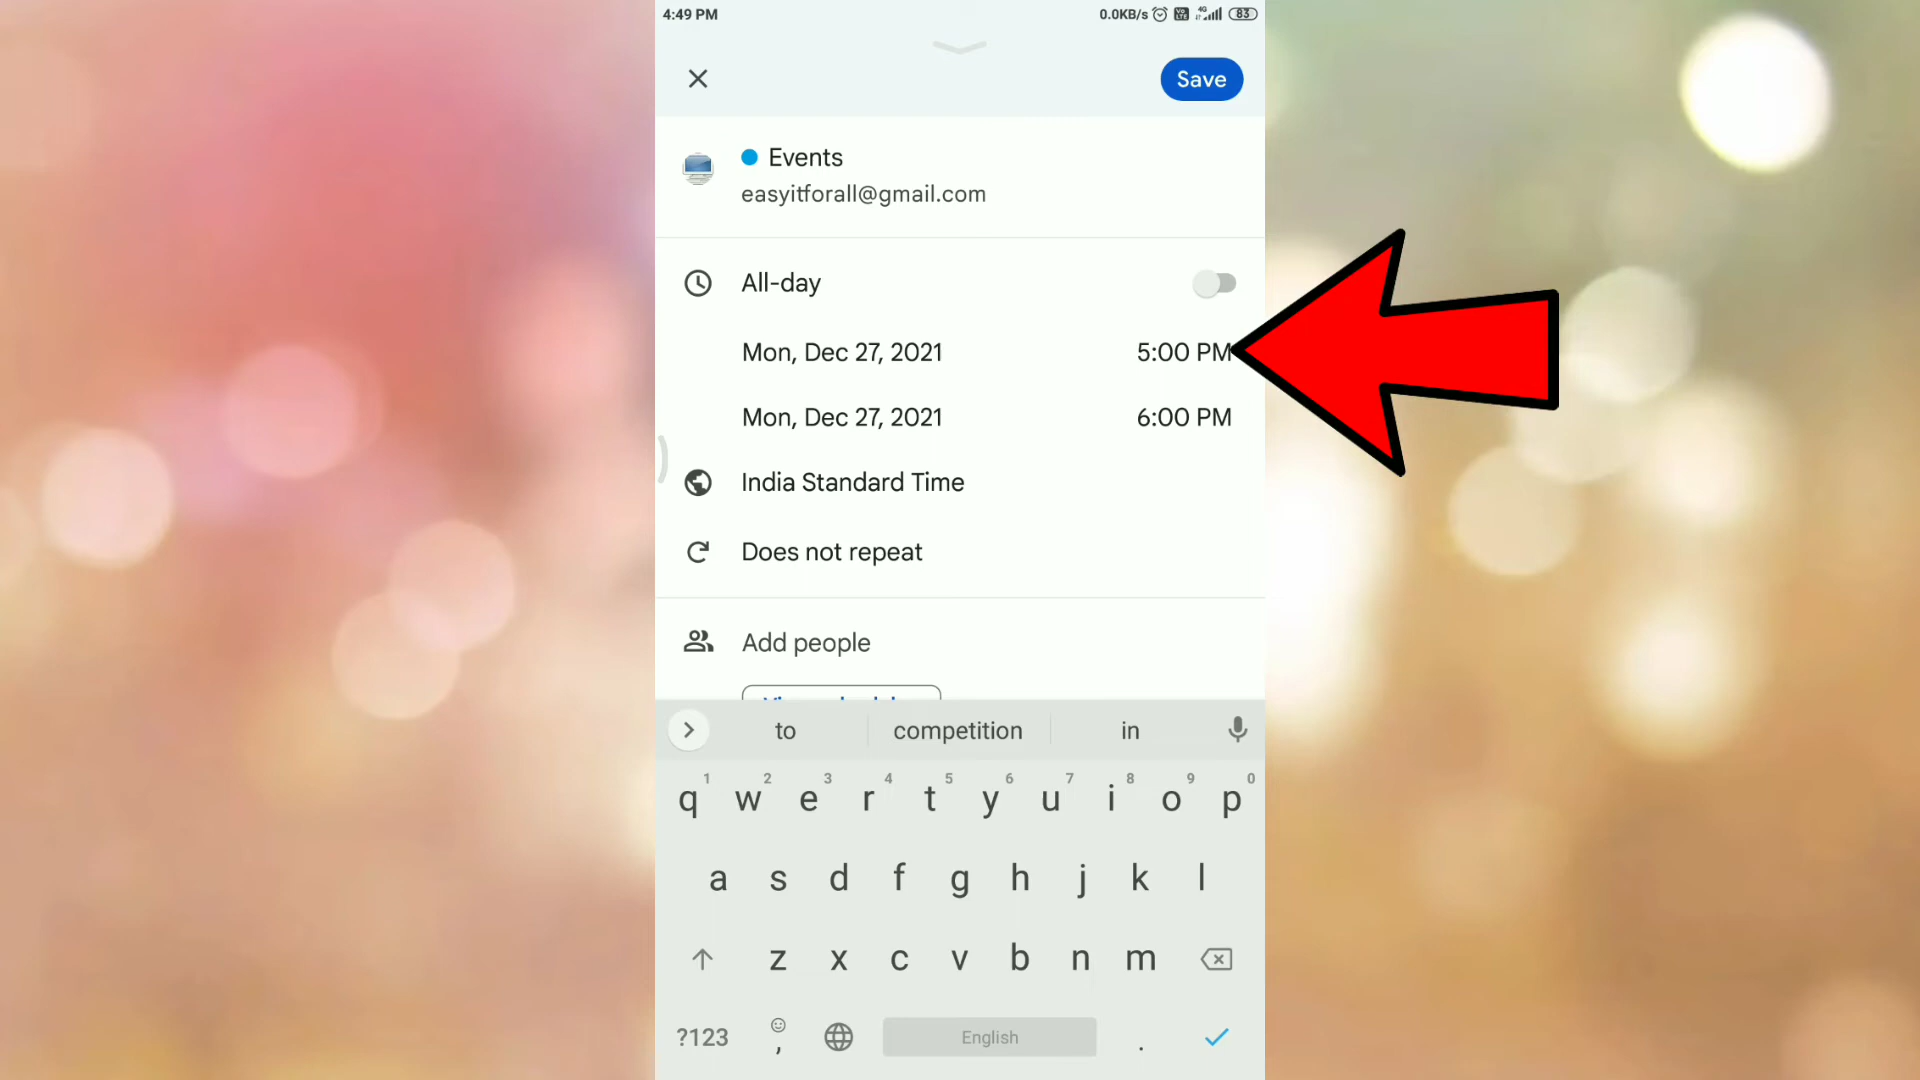 4:49 PM
0.0KB/s 4G 83
Save
Events
easyitforall@gmail.com
All-day
Mon, Dec 27, 2021 5:00 PM
Mon, Dec 27, 2021 6:00 PM
India Standard Time
Does not repeat
Add people
to competition in
1 2 3 4 5 6 7 8 9 0
q w e r t y u i o p
a s d f g h j k l
z x c v b n m
?123 , English .